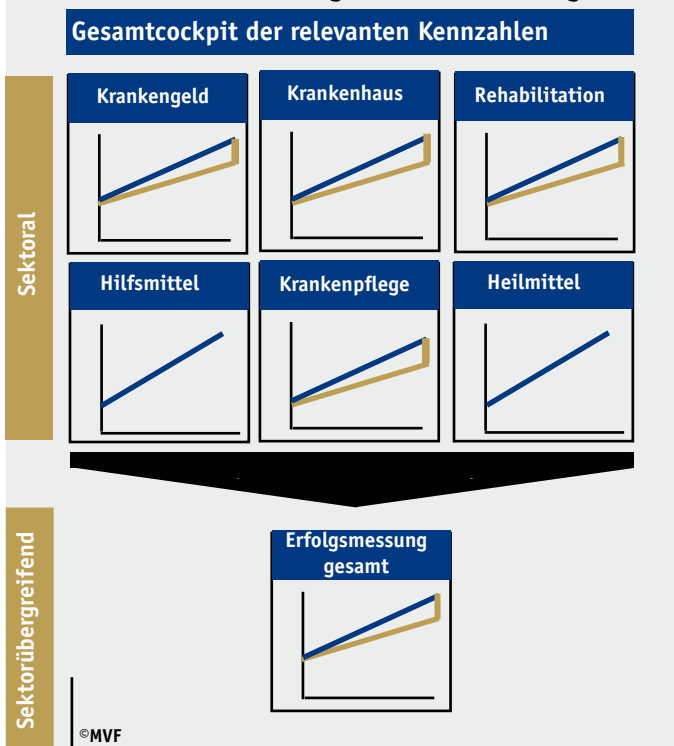 Gesamtcockpit der relevanten Kennzahlen
Sektoral
Krankengeld
Krankenhaus
Rehabilitation
Hilfsmittel
Krankenpflege
Heilmittel
Sektorübergreifend
Erfolgsmessung
gesamt
©MVF